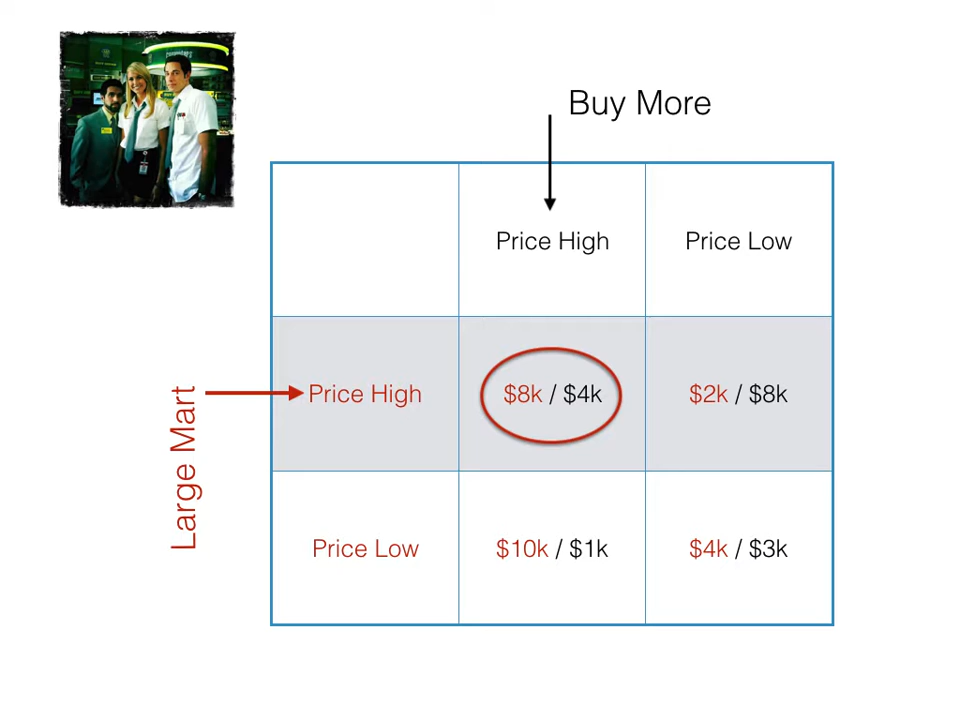 Buy More
Price High
Price Low
Large Mart
Price High
$8k / $4k
$2k / $8k
Price Low
$10k / $1k
$4k / $3k